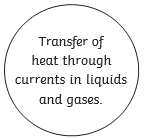 Transfer of
heat through
currents in liquids
and gases.